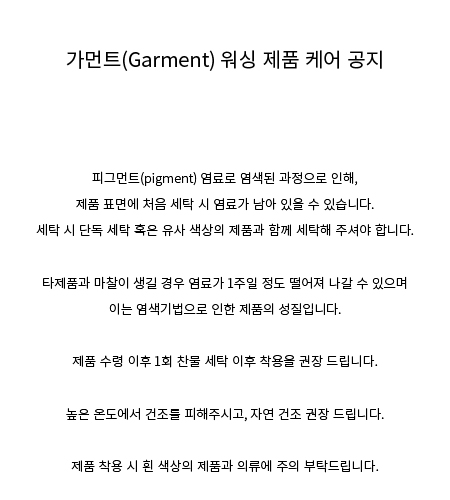 가먼트(Garment) 워싱 제품 케어 공지
피그먼트(pigment) 염료로 염색된 과정으로 인해,
제품 표면에 처음 세탁 시 염료가 남아 있을 수 있습니다.
세탁 시 단독 세탁 혹은 유사 색상의 제품과 함께 세탁해 주셔야 합니다.
타제품과 마찰이 생길 경우 염료가 1주일 정도 떨어져 나갈 수 있으며
이는 염색기법으로 인한 제품의 성질입니다.
제품 수령 이후 1회 찬물 세탁 이후 착용을 권장 드립니다.
높은 온도에서 건조를 피해주시고, 자연 건조 권장 드립니다.
제품 착용 시 흰 색상의 제품과 의류에 주의 부탁드립니다.